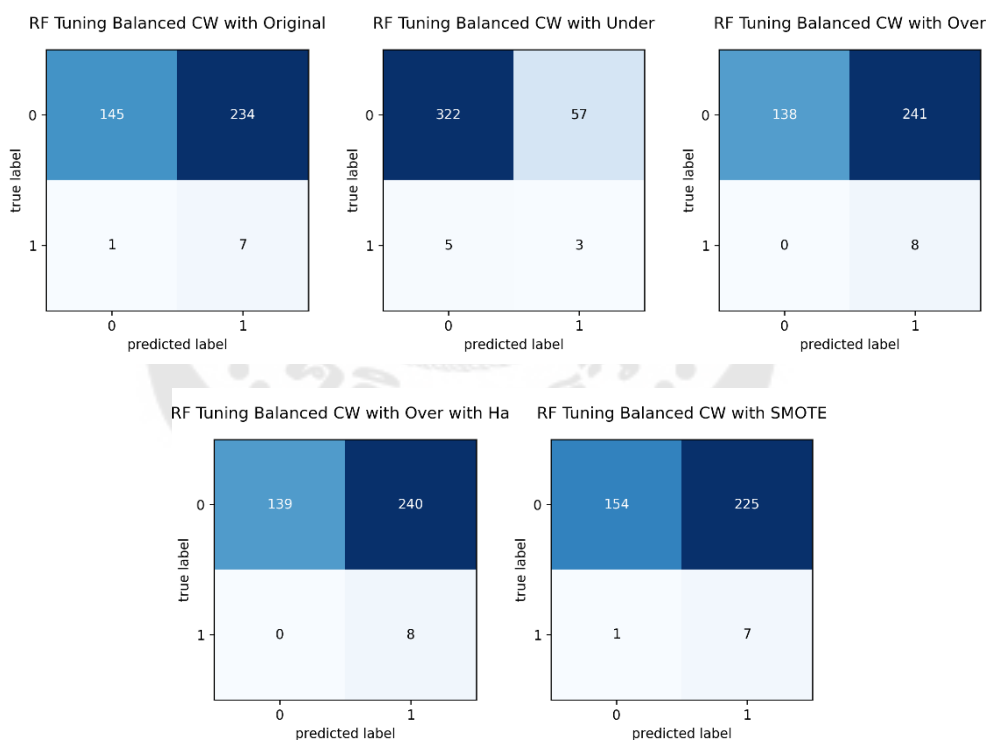 RF Tuning Balanced CW with Original
0
145
234
true label
1
1
7
0
1
predicted label
RF Tuning Balanced CW with Under
0
322
57
true label
1
5
3
0
1
predicted label
RF Tuning Balanced CW with Over
0
138
241
true label
1
0
8
0
1
predicted label
RF Tuning Balanced CW with Over with Ha
0
139
240
true label
1
0
8
0
1
predicted label
RF Tuning Balanced CW with SMOTE
0
154
225
true label
1
1
7
0
1
predicted label